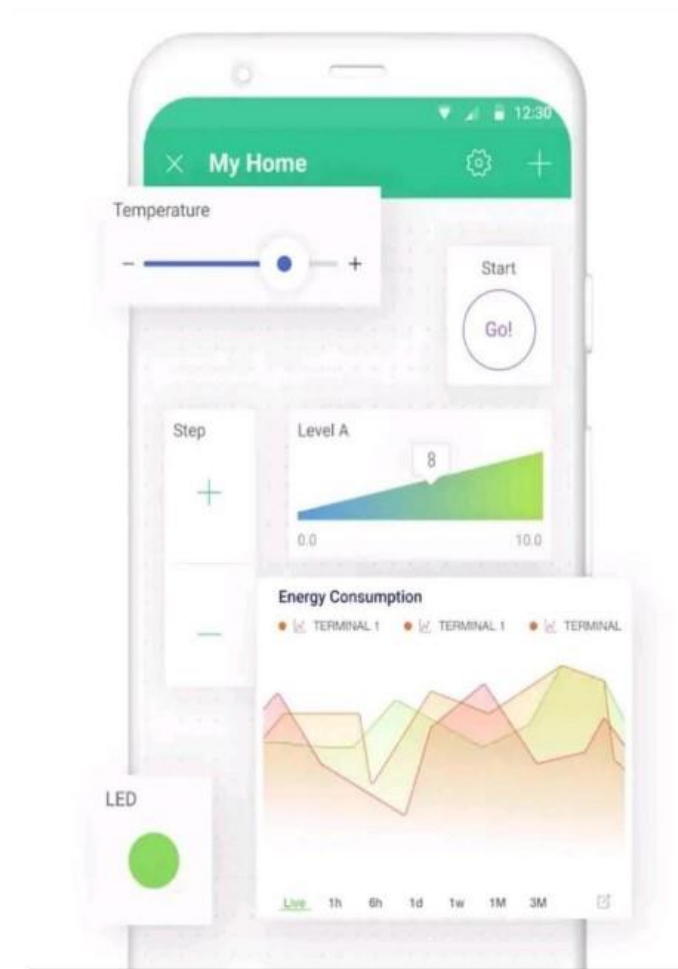 12:30
My Home
Temperature
− +
Start
Go!
Step
+
−
Level A
8
0.0 10.0
Energy Consumption
TERMINAL 1 TERMINAL 1 TERMINAL
LED
Live 1h 6h 1d 1w 1M 3M